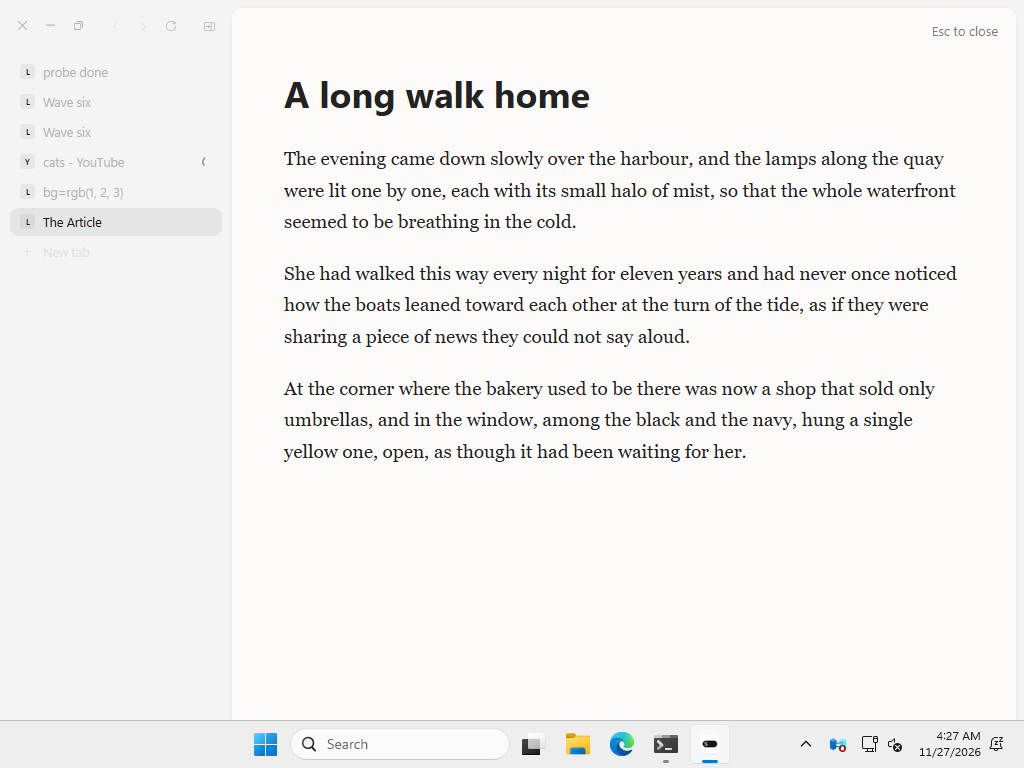 Esc to close
L probe done
L Wave six
L Wave six
Y cats - YouTube
L bg=rgb(1, 2, 3)
L The Article
+ New tab
A long walk home
The evening came down slowly over the harbour, and the lamps along the quay
were lit one by one, each with its small halo of mist, so that the whole waterfront
seemed to be breathing in the cold.
She had walked this way every night for eleven years and had never once noticed
how the boats leaned toward each other at the turn of the tide, as if they were
sharing a piece of news they could not say aloud.
At the corner where the bakery used to be there was now a shop that sold only
umbrellas, and in the window, among the black and the navy, hung a single
yellow one, open, as though it had been waiting for her.
Search
4:27 AM
11/27/2026